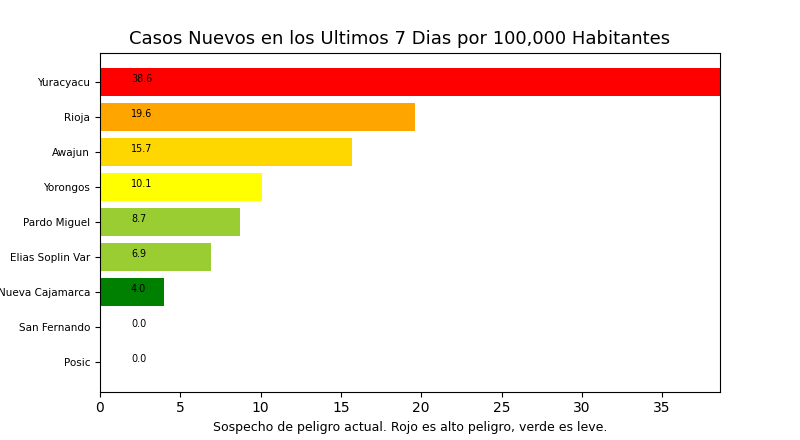 Casos Nuevos en los Ultimos 7 Dias por 100,000 Habitantes
Yuracyacu 38.6
Rioja 19.6
Awajun 15.7
Yorongos 10.1
Pardo Miguel 8.7
Elias Soplin Var 6.9
Nueva Cajamarca 4.0
San Fernando 0.0
Posic 0.0
0 5 10 15 20 25 30 35
Sospecho de peligro actual. Rojo es alto peligro, verde es leve.